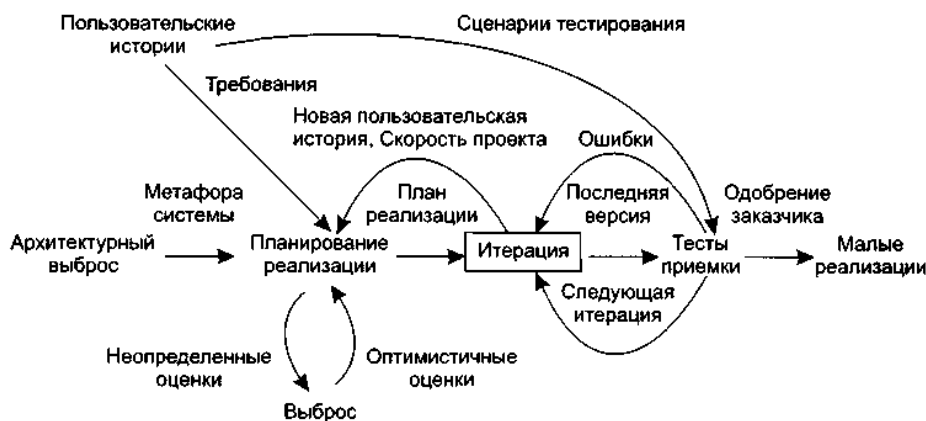 Пользовательские
истории
Сценарии тестирования
Требования
Новая пользовательская
история, Скорость проекта
Ошибки
Метафора
системы
План
реализации
Последняя
версия
Одобрение
заказчика
Архитектурный
выброс
Планирование
реализации
Итерация
Тесты
приемки
Малые
реализации
Следующая
итерация
Неопределенные
оценки
Оптимистичные
оценки
Выброс